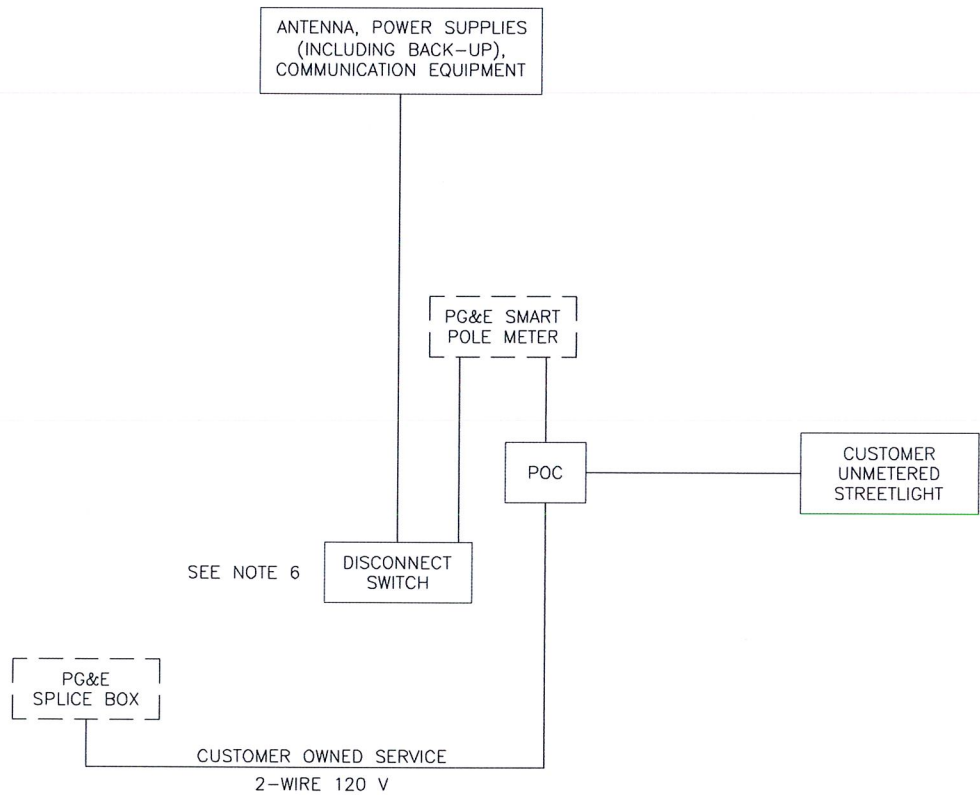 ANTENNA, POWER SUPPLIES
(INCLUDING BACK-UP),
COMMUNICATION EQUIPMENT
PG&E SMART
POLE METER
POC
CUSTOMER
UNMETERED
STREETLIGHT
SEE NOTE 6
DISCONNECT
SWITCH
PG&E
SPLICE BOX
CUSTOMER OWNED SERVICE
2-WIRE 120 V